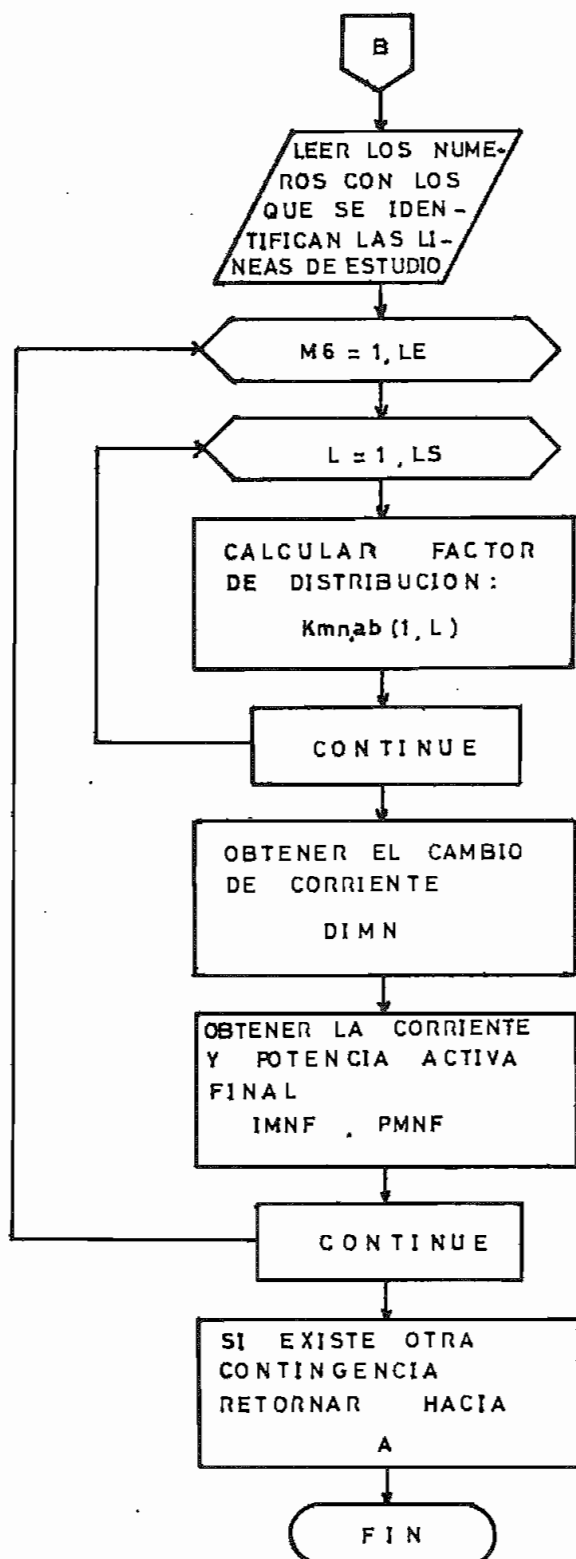 B
LEER LOS NUME-
ROS CON LOS
QUE SE IDEN-
TIFICAN LAS LI-
NEAS DE ESTUDIO
M6 = 1, LE
L = 1, LS
CALCULAR FACTOR
DE DISTRIBUCION:
Kmn,ab (1, L)
CONTINUE
OBTENER EL CAMBIO
DE CORRIENTE
DIMN
OBTENER LA CORRIENTE
Y POTENCIA ACTIVA
FINAL
IMNF , PMNF
CONTINUE
SI EXISTE OTRA
CONTINGENCIA
RETORNAR HACIA
A
FIN